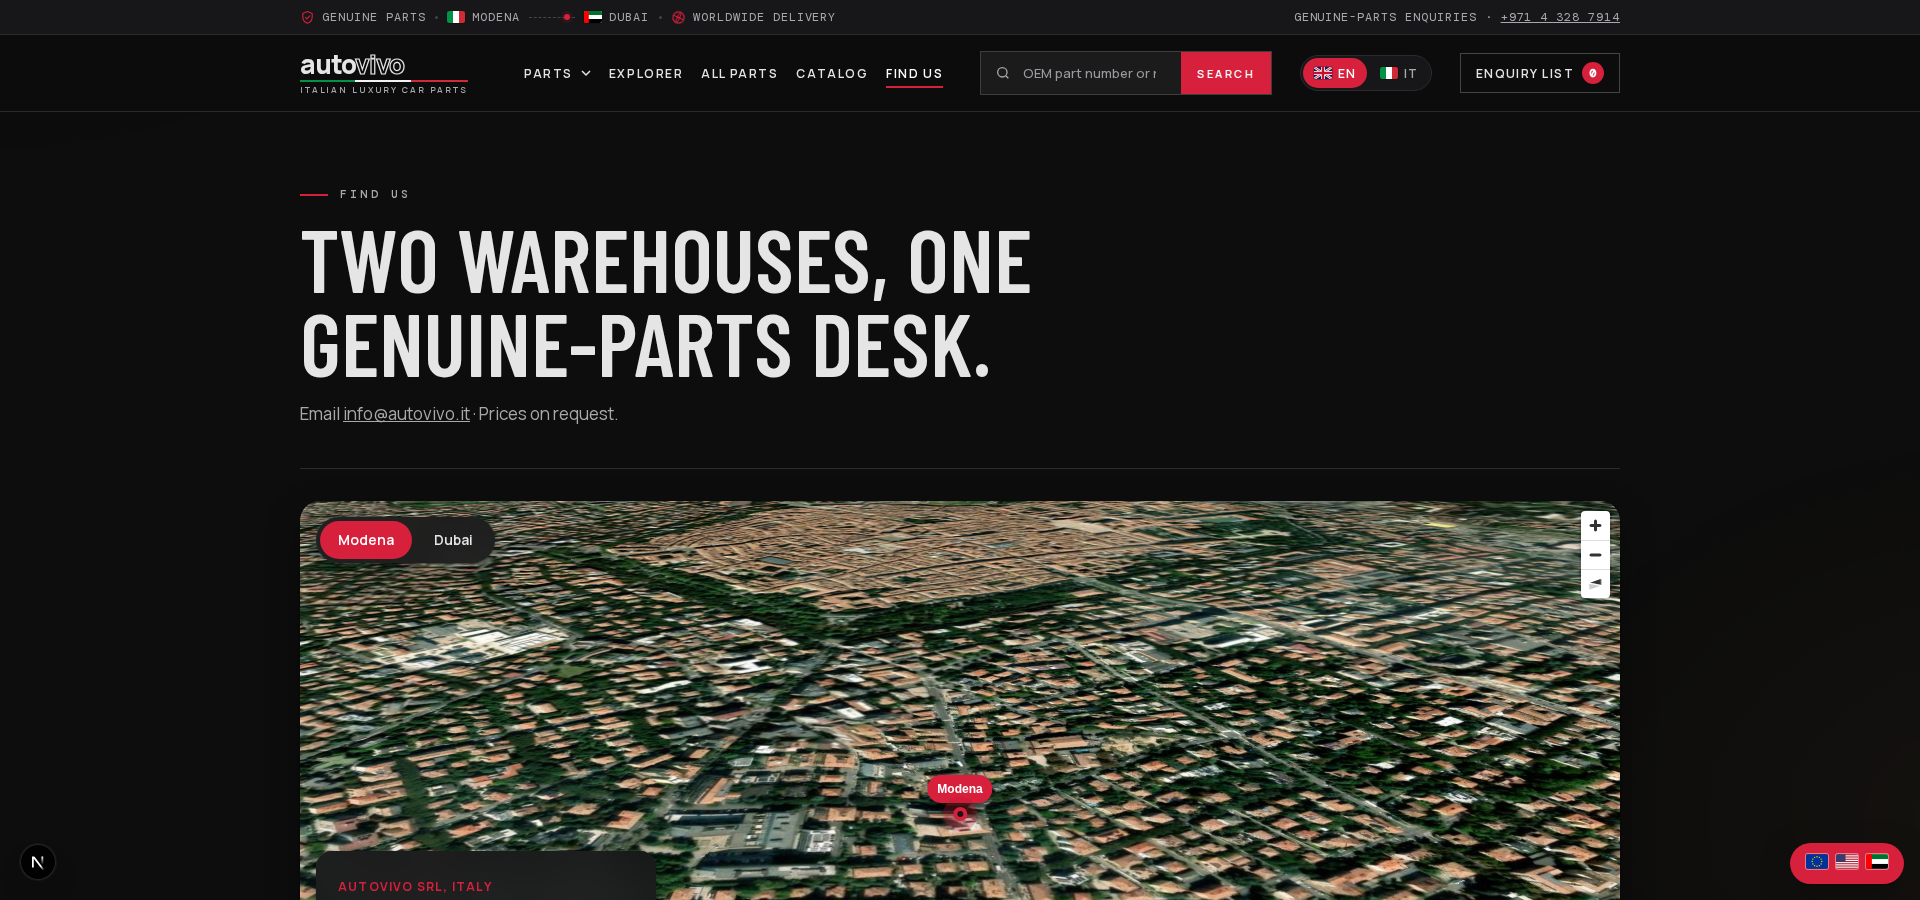 GENUINE PARTS • MODENA DUBAI • WORLDWIDE DELIVERY
GENUINE-PARTS ENQUIRIES · +971 4 328 7914
autovivo
ITALIAN LUXURY CAR PARTS
PARTS EXPLORER ALL PARTS CATALOG FIND US
OEM part number or r
SEARCH
EN IT
ENQUIRY LIST 0
FIND US
TWO WAREHOUSES, ONE
GENUINE-PARTS DESK.
Email info@autovivo.it · Prices on request.
Modena Dubai
Modena
AUTOVIVO SRL, ITALY
N